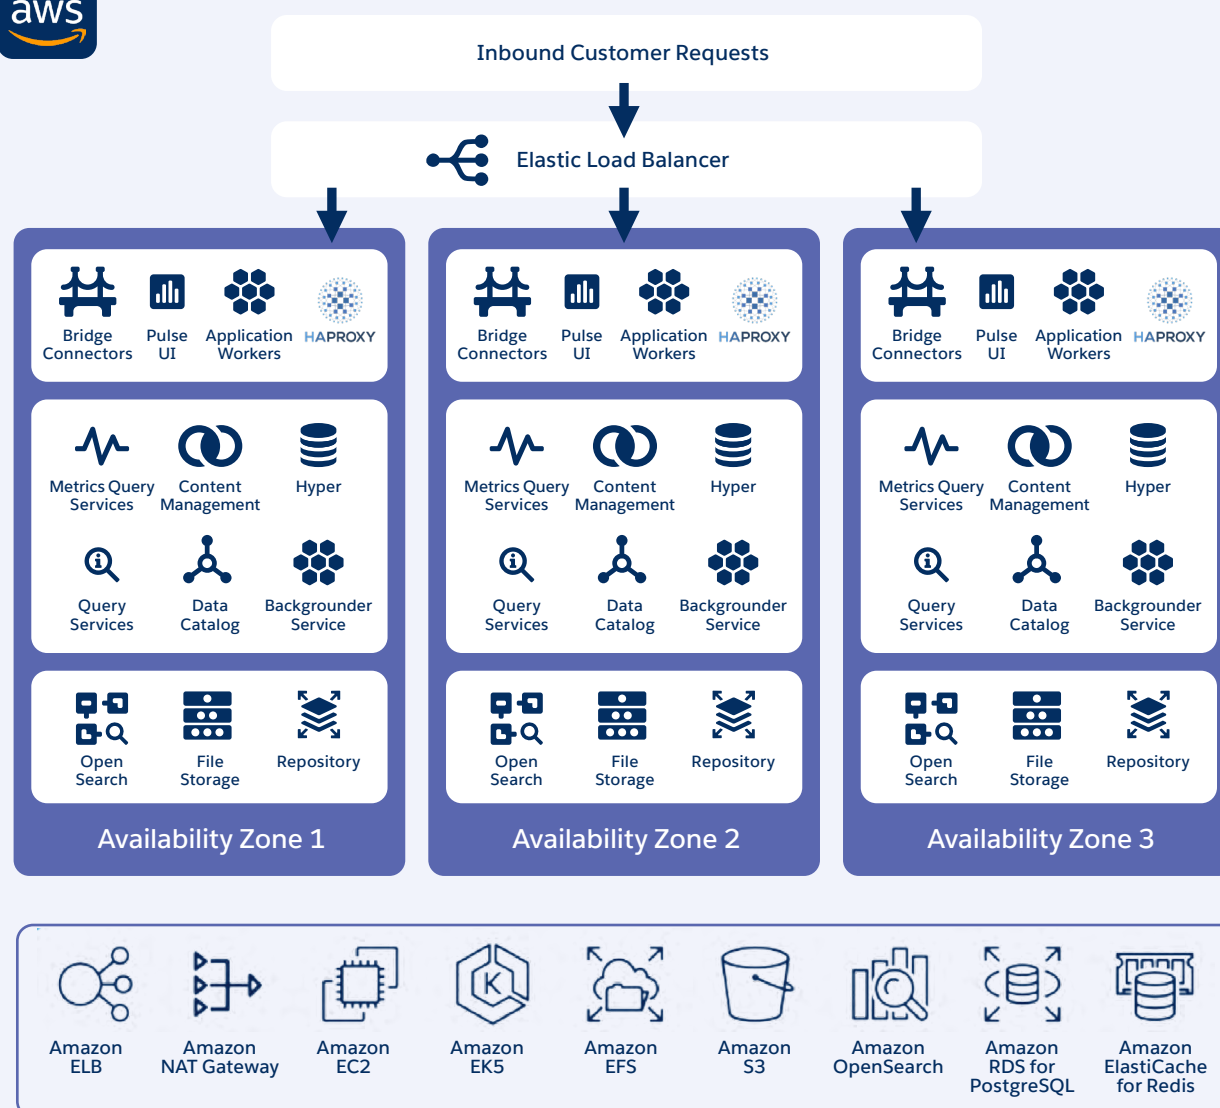 aws
Inbound Customer Requests
Elastic Load Balancer
Bridge
Connectors
Pulse
UI
Application
Workers
HAPROXY
Metrics Query
Services
Content
Management
Hyper
Query
Services
Data
Catalog
Backgrounder
Service
Open
Search
File
Storage
Repository
Availability Zone 1
Bridge
Connectors
Pulse
UI
Application
Workers
HAPROXY
Metrics Query
Services
Content
Management
Hyper
Query
Services
Data
Catalog
Backgrounder
Service
Open
Search
File
Storage
Repository
Availability Zone 2
Bridge
Connectors
Pulse
UI
Application
Workers
HAPROXY
Metrics Query
Services
Content
Management
Hyper
Query
Services
Data
Catalog
Backgrounder
Service
Open
Search
File
Storage
Repository
Availability Zone 3
Amazon
ELB
Amazon
NAT Gateway
Amazon
EC2
K
Amazon
EK5
Amazon
EFS
Amazon
S3
Amazon
OpenSearch
Amazon
RDS for
PostgreSQL
Amazon
ElastiCache
for Redis